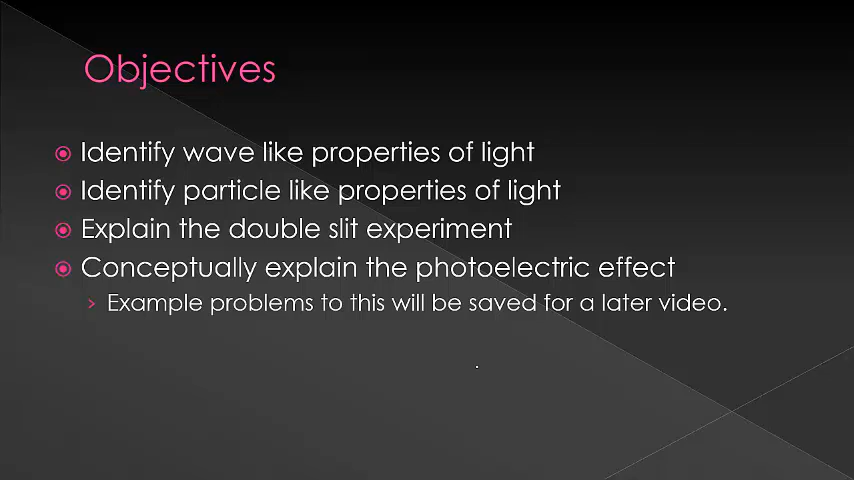 Objectives
Identify wave like properties of light
Identify particle like properties of light
Explain the double slit experiment
Conceptually explain the photoelectric effect
Example problems to this will be saved for a later video.